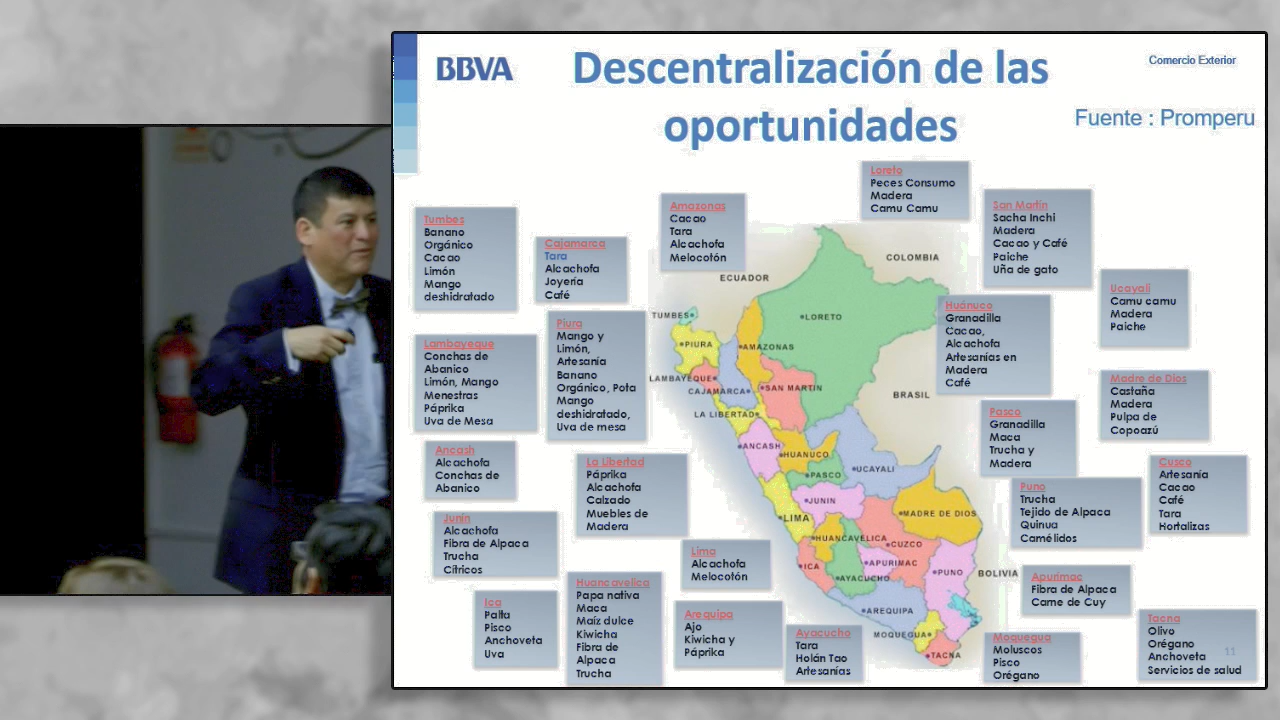 BBVA
Descentralización de las
oportunidades
Comercio Exterior
Fuente : Promperu
Loreto
Peces Consumo
Madera
Camu Camu
Amazonas
Cacao
Tara
Alcachofa
Melocotón
San Martín
Sacha Inchi
Madera
Cacao y Café
Paiche
Uña de gato
Tumbes
Banano
Orgánico
Cacao
Limón
Mango
deshidratado
Cajamarca
Tara
Alcachofa
Joyería
Café
Ucayali
Camu camu
Madera
Paiche
Huánuco
Granadilla
Cacao,
Alcachofa
Artesanías en
Madera
Café
Piura
Mango y
Limón,
Artesanía
Banano
Orgánico, Pota
Mango
deshidratado,
Uva de mesa
Lambayeque
Conchas de
Abanico
Limón, Mango
Menestras
Páprika
Uva de Mesa
Madre de Dios
Castaña
Madera
Pulpa de
Copoazú
Pasco
Granadilla
Maca
Trucha y
Madera
Ancash
Alcachofa
Conchas de
Abanico
La Libertad
Páprika
Alcachofa
Calzado
Muebles de
Madera
Cusco
Artesanía
Cacao
Café
Tara
Hortalizas
Puno
Trucha
Tejido de Alpaca
Quinua
Camélidos
Junín
Alcachofa
Fibra de Alpaca
Trucha
Cítricos
Lima
Alcachofa
Melocotón
Apurímac
Fibra de Alpaca
Carne de Cuy
Huancavelica
Papa nativa
Maca
Maíz dulce
Kiwicha
Fibra de
Alpaca
Trucha
Ica
Palta
Pisco
Anchoveta
Uva
Arequipa
Ajo
Kiwicha y
Páprika
Ayacucho
Tara
Holán Tao
Artesanías
Moquegua
Moluscos
Pisco
Orégano
Tacna
Olivo
Orégano
Anchoveta
Servicios de salud
11
ECUADOR
COLOMBIA
BRASIL
BOLIVIA
TUMBES
LORETO
PIURA
AMAZONAS
LAMBAYEQUE
CAJAMARCA
SAN MARTIN
LA LIBERTAD
ANCASH
HUANUCO
UCAYALI
PASCO
JUNIN
LIMA
MADRE DE DIOS
HUANCAVELICA
CUZCO
ICA
APURIMAC
AYACUCHO
PUNO
AREQUIPA
MOQUEGUA
TACNA